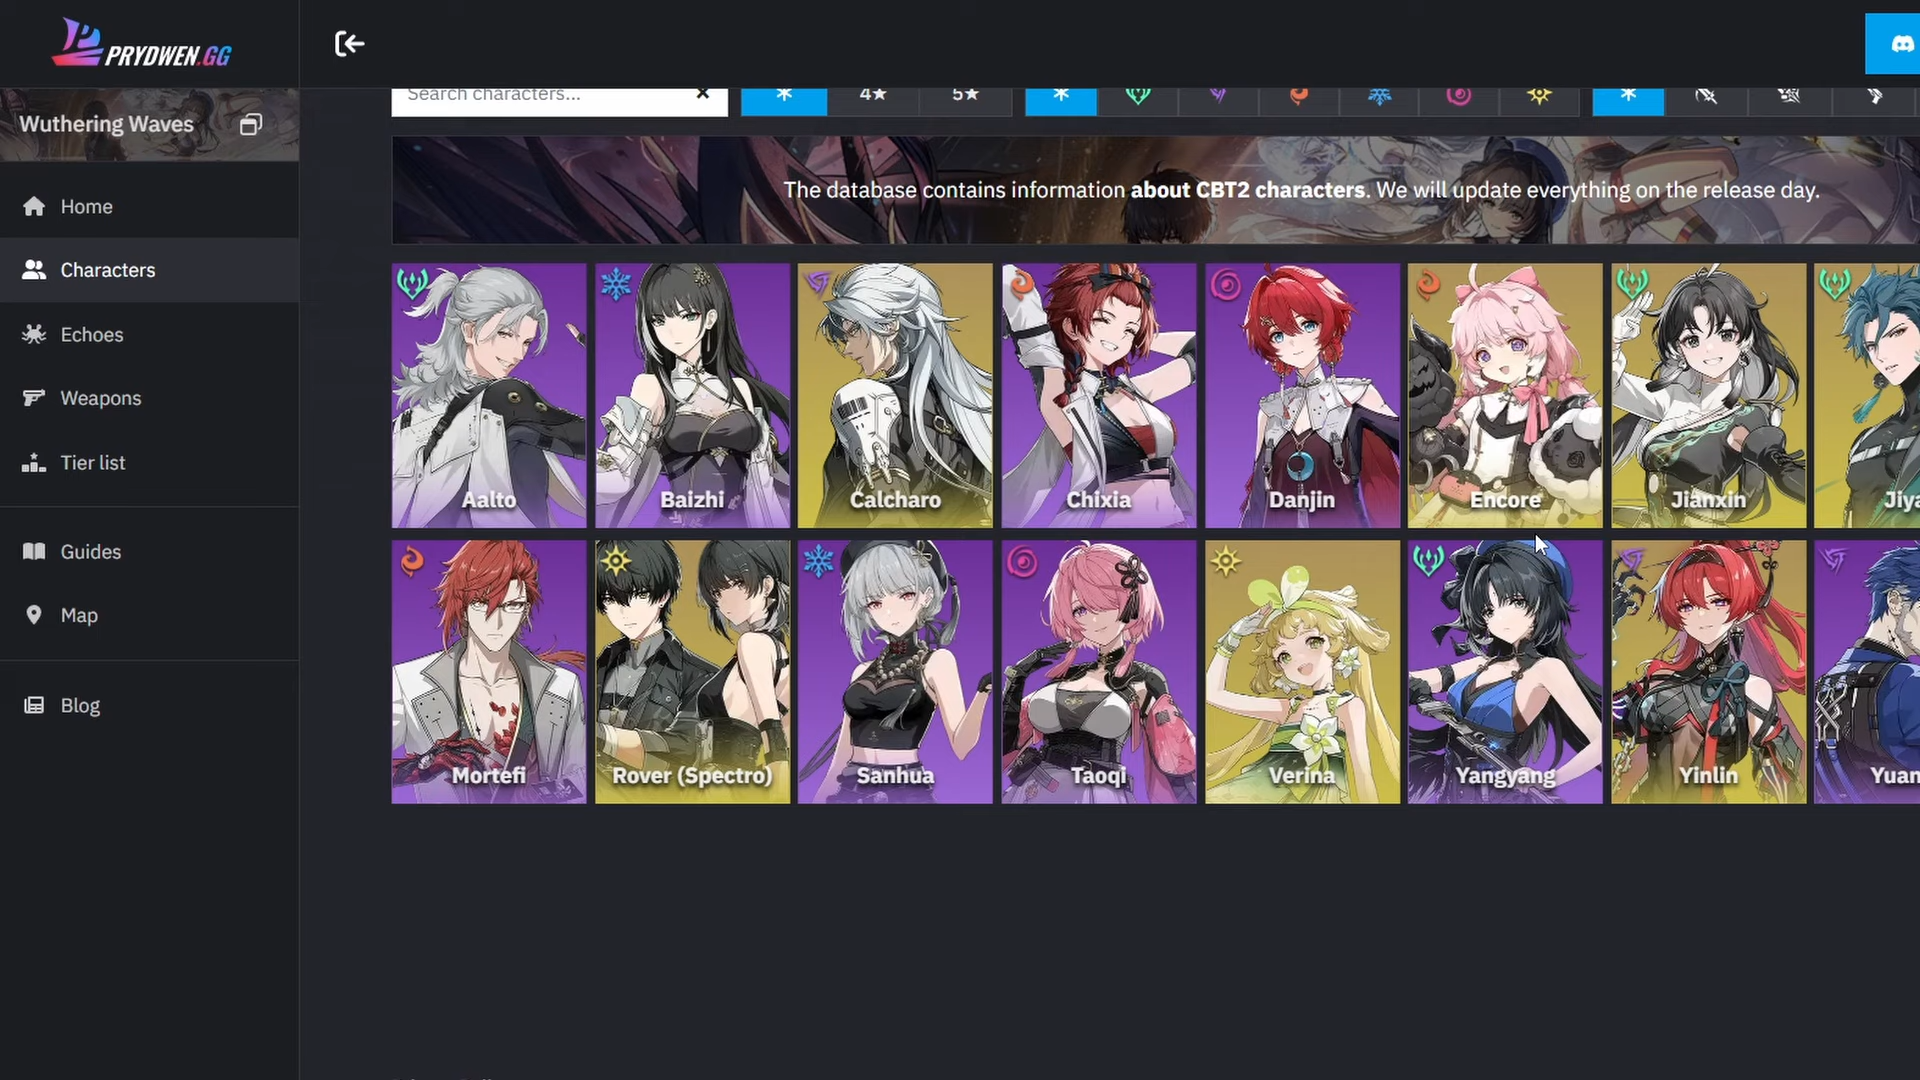 PRYDWEN.GG
Search characters...
4★
5★
Wuthering Waves
The database contains information about CBT2 characters. We will update everything on the release day.
Home
Characters
Echoes
Weapons
Tier list
Guides
Map
Blog
Aalto
Baizhi
Calcharo
Chixia
Danjin
Encore
Jianxin
Jiya
Mortefi
Rover (Spectro)
Sanhua
Taoqi
Verina
Yangyang
Yinlin
Yuan